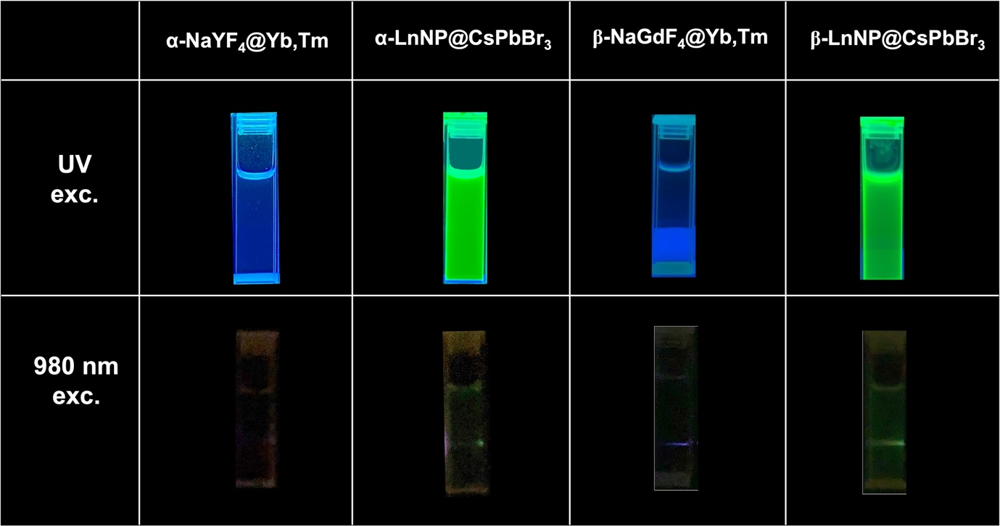 α-NaYF₄@Yb,Tm
α-LnNP@CsPbBr₃
β-NaGdF₄@Yb,Tm
β-LnNP@CsPbBr₃
UV
exc.
980 nm
exc.